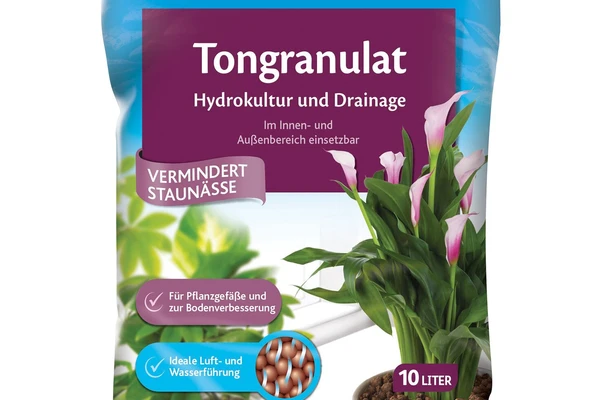 Tongranulat
Hydrokultur und Drainage
Im Innen- und
Außenbereich einsetzbar
VERMINDERT
STAUNÄSSE
Für Pflanzgefäße und
zur Bodenverbesserung
Ideale Luft- und
Wasserführung
10 LITER